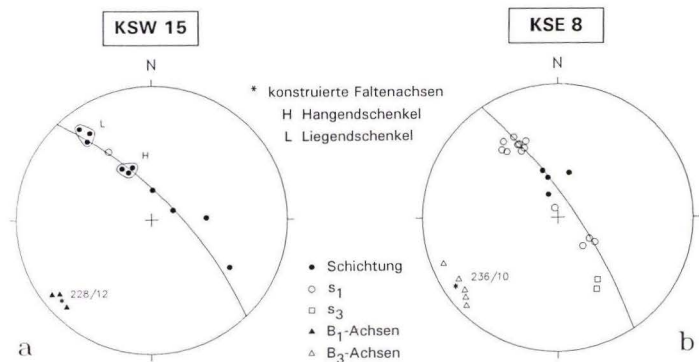 KSW 15
KSE 8
N
N
* konstruierte Faltenachsen
H Hangendschenkel
L Liegendschenkel
L
H
228/12
236/10
● Schichtung
○ s1
□ s3
▲ B1-Achsen
△ B3-Achsen
a
b